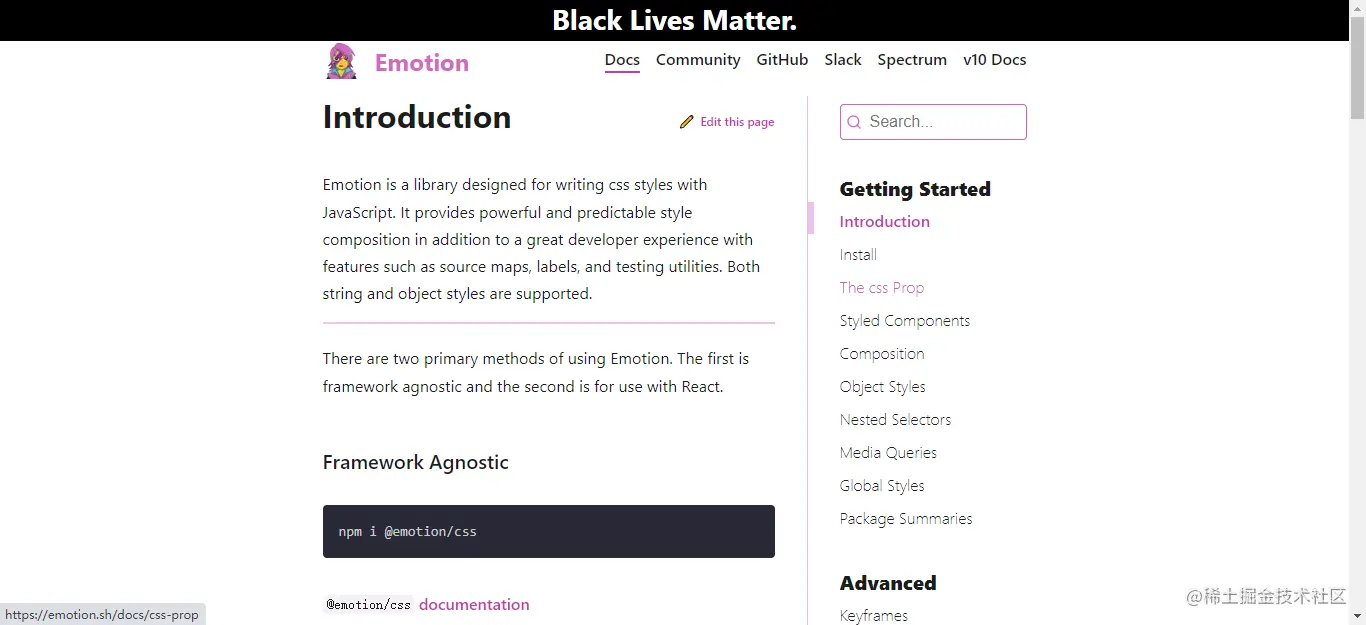 Black Lives Matter.
Emotion
Docs Community GitHub Slack Spectrum v10 Docs
Introduction
Edit this page
Emotion is a library designed for writing css styles with
JavaScript. It provides powerful and predictable style
composition in addition to a great developer experience with
features such as source maps, labels, and testing utilities. Both
string and object styles are supported.
There are two primary methods of using Emotion. The first is
framework agnostic and the second is for use with React.
Framework Agnostic
npm i @emotion/css
@emotion/css documentation
Search...
Getting Started
Introduction
Install
The css Prop
Styled Components
Composition
Object Styles
Nested Selectors
Media Queries
Global Styles
Package Summaries
Advanced
Keyframes
https://emotion.sh/docs/css-prop
@稀土掘金技术社区